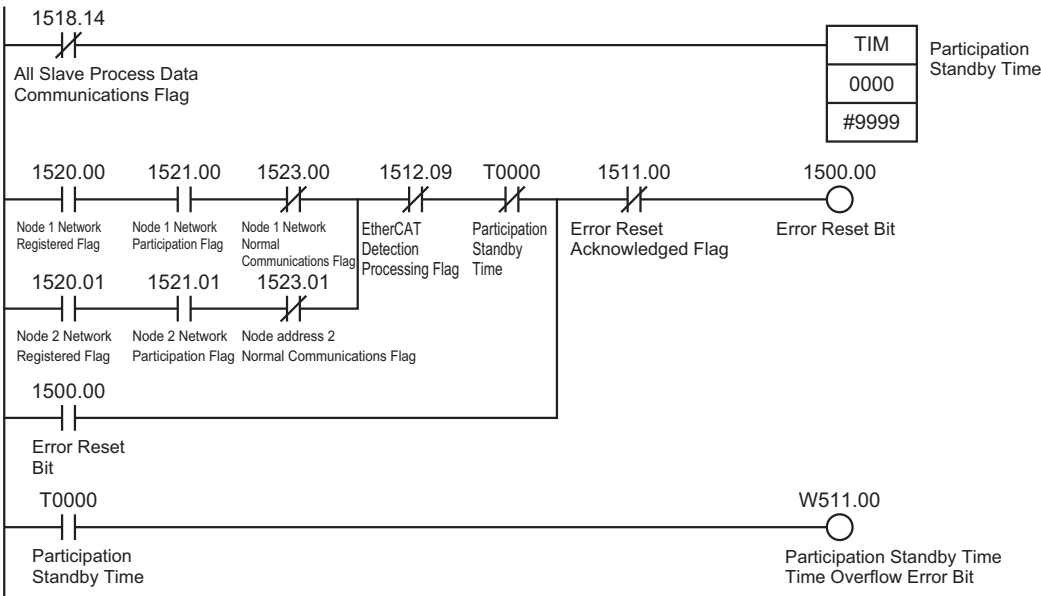 1518.14
All Slave Process Data
Communications Flag
TIM
0000
#9999
Participation
Standby Time
1520.00
1521.00
1523.00
1512.09
T0000
1511.00
1500.00
Node 1 Network
Registered Flag
Node 1 Network
Participation Flag
Node 1 Network
Normal
Communications Flag
EtherCAT
Detection
Processing Flag
Participation
Standby
Time
Error Reset
Acknowledged Flag
Error Reset Bit
1520.01
1521.01
1523.01
Node 2 Network
Registered Flag
Node 2 Network
Participation Flag
Node address 2
Normal Communications Flag
1500.00
Error Reset
Bit
T0000
Participation
Standby Time
W511.00
Participation Standby Time
Time Overflow Error Bit